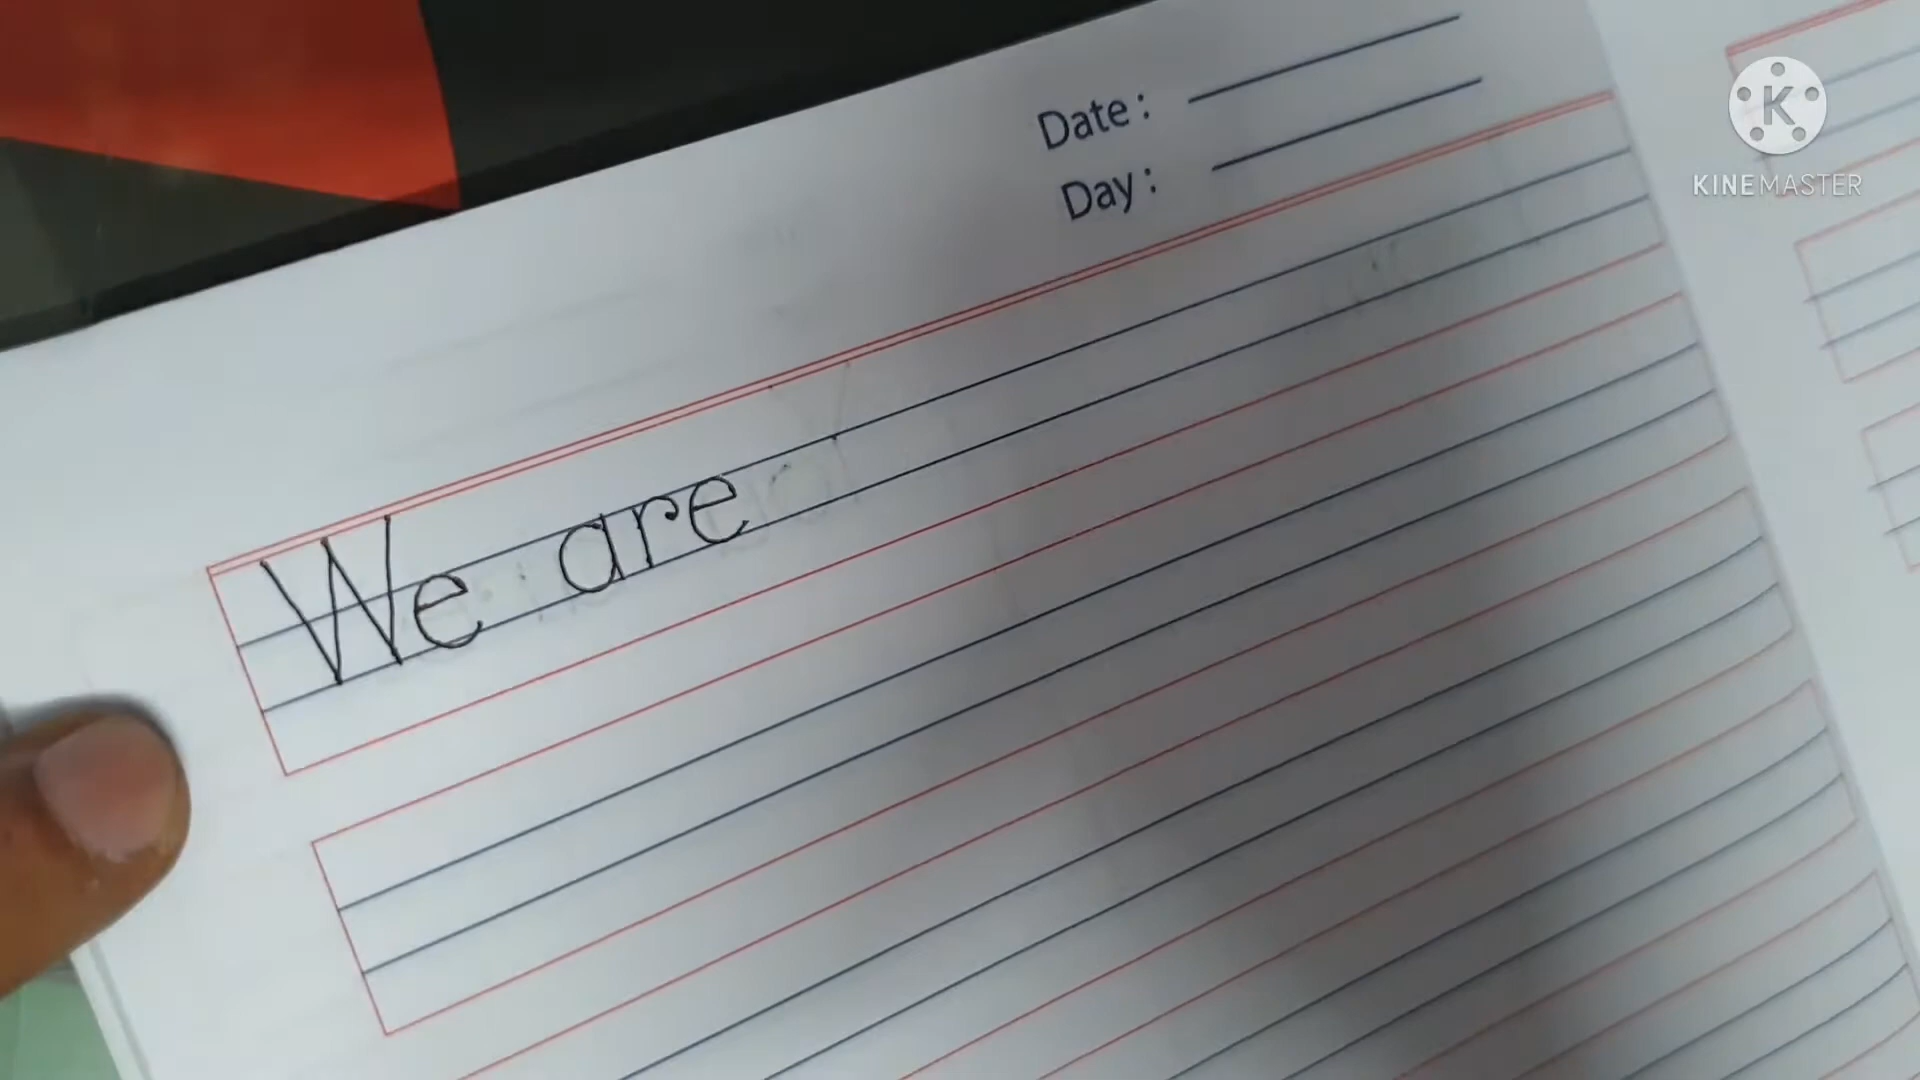 Date :
Day :
We are
K
KINEMASTER